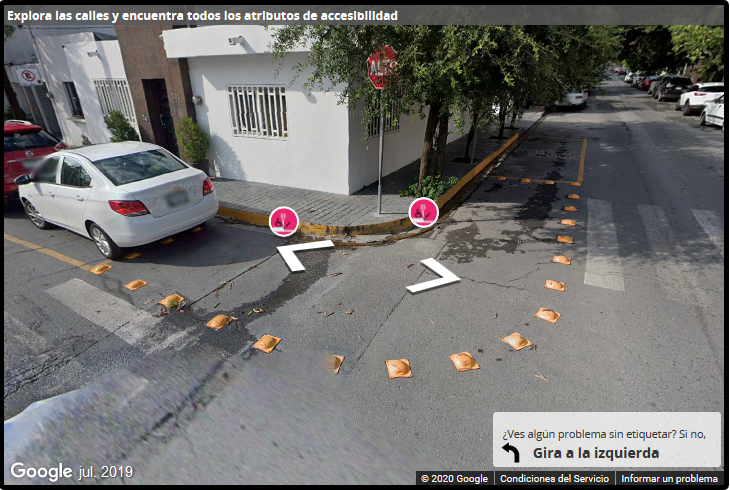 Explora las calles y encuentra todos los atributos de accesibilidad
¿Ves algún problema sin etiquetar? Si no,
Gira a la izquierda
Google jul. 2019
© 2020 Google Condiciones del Servicio Informar un problema